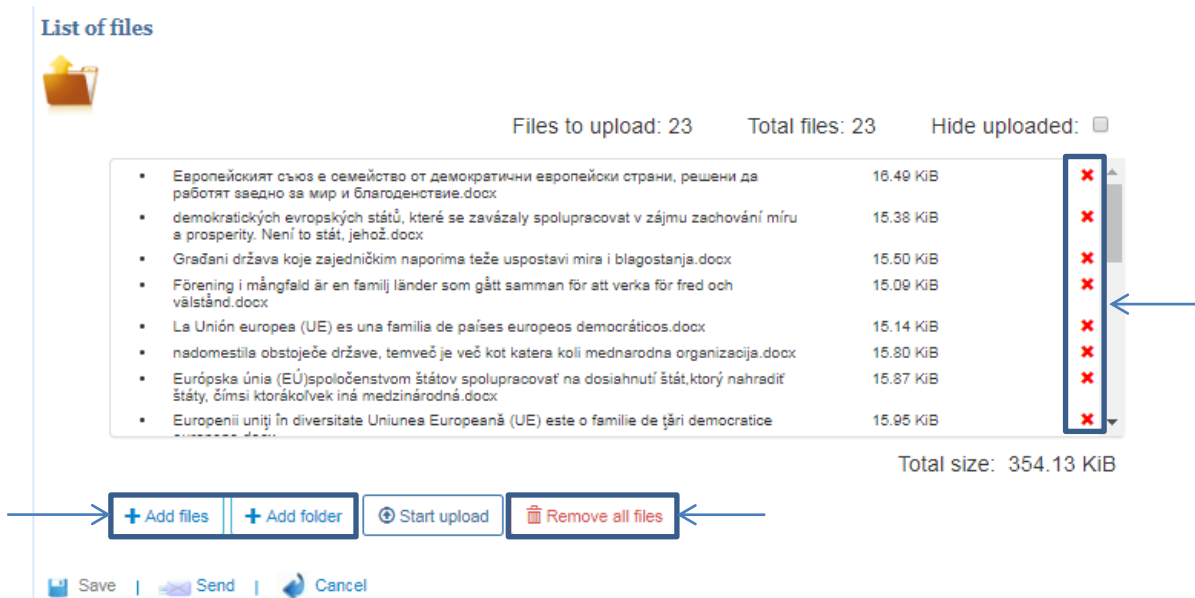 List of files
Files to upload: 23 Total files: 23 Hide uploaded:
Европейският съюз е семейство от демократични европейски страни, решени да 16.49 KiB
работят заедно за мир и благоденствие.docx
demokratických evropských států, které se zavázaly spolupracovat v zájmu zachování míru 15.38 KiB
a prosperity. Není to stát, jehož.docx
Građani država koje zajedničkim naporima teže uspostavi mira i blagostanja.docx 15.50 KiB
Förening i mångfald är en familj länder som gått samman för att verka för fred och 15.09 KiB
välstånd.docx
La Unión europea (UE) es una familia de países europeos democráticos.docx 15.14 KiB
nadomestila obstoječe države, temveč je več kot katera koli mednarodna organizacija.docx 15.80 KiB
Európska únia (EÚ)spoločenstvom štátov spolupracovať na dosiahnutí štát,ktorý nahradiť 15.87 KiB
štáty, čímsi ktorákoľvek iná medzinárodná.docx
Europenii uniţi în diversitate Uniunea Europeană (UE) este o familie de ţări democratice 15.95 KiB
Total size: 354.13 KiB
Add files Add folder Start upload Remove all files
Save | Send | Cancel